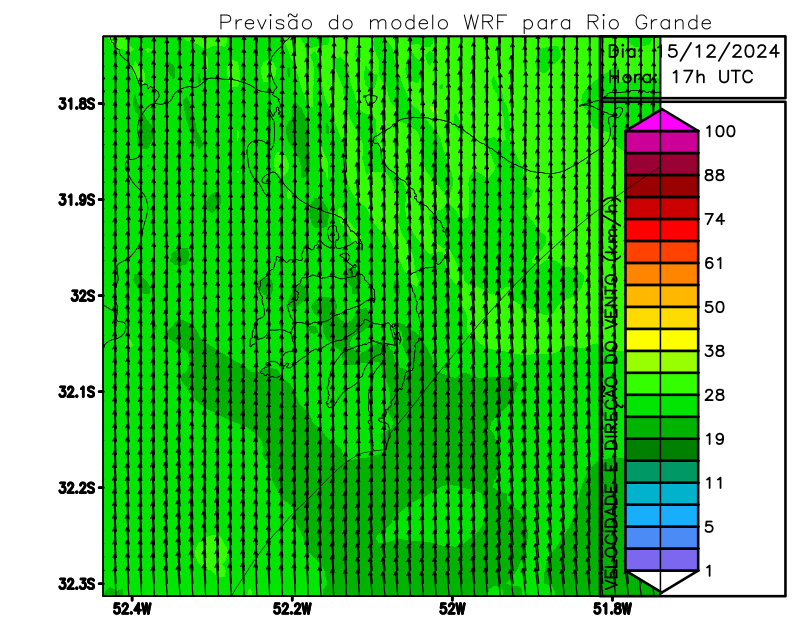 Previsão do modelo WRF para Rio Grande
Dia: 15/12/2024
Hora: 17h UTC
31.8S
31.9S
32S
32.1S
32.2S
32.3S
52.4W
52.2W
52W
51.8W
VELOCIDADE E DIREÇÃO DO VENTO (km/h)
100
88
74
61
50
38
28
19
11
5
1